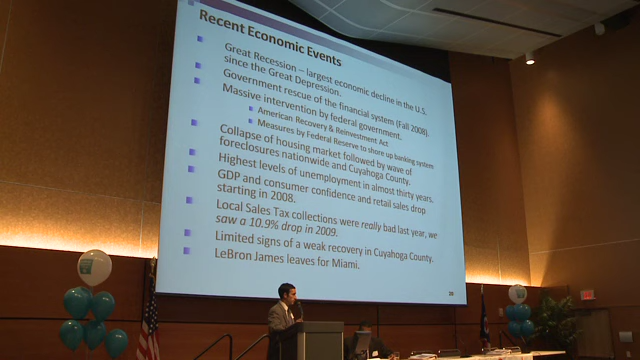 Recent Economic Events
Great Recession – largest economic decline in the U.S.
since the Great Depression.
Government rescue of the financial system (Fall 2008).
Massive intervention by federal government.
American Recovery & Reinvestment Act
Measures by Federal Reserve to shore up banking system
Collapse of housing market followed by wave of
foreclosures nationwide and Cuyahoga County.
Highest levels of unemployment in almost thirty years.
GDP and consumer confidence and retail sales drop
starting in 2008.
Local Sales Tax collections were really bad last year, we
saw a 10.9% drop in 2009.
Limited signs of a weak recovery in Cuyahoga County.
LeBron James leaves for Miami.